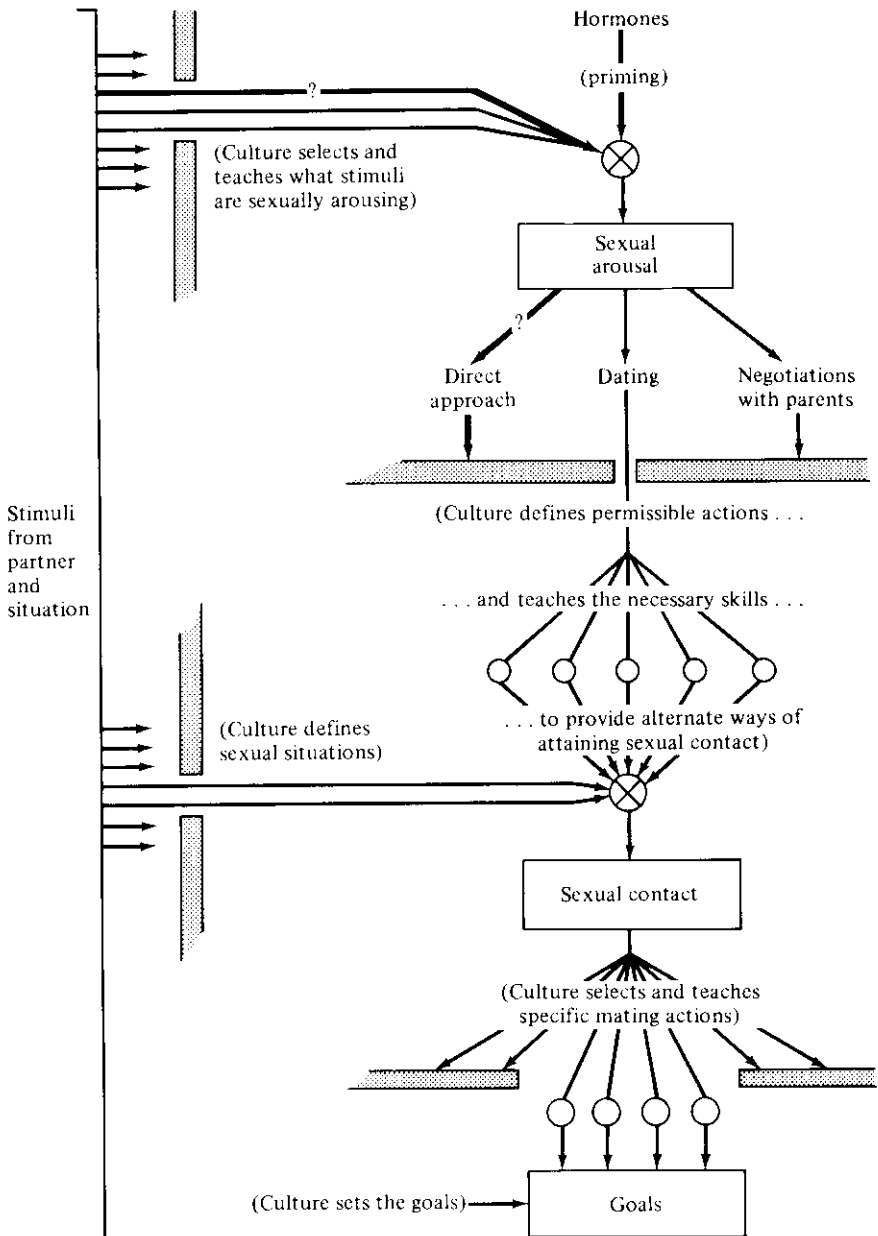 Hormones
(priming)
?
(Culture selects and
teaches what stimuli
are sexually arousing)
Sexual
arousal
?
Direct
approach
Dating
Negotiations
with parents
Stimuli
from
partner
and
situation
(Culture defines permissible actions . . .
. . . and teaches the necessary skills . . .
(Culture defines
sexual situations)
. . . to provide alternate ways of
attaining sexual contact)
Sexual contact
(Culture selects and teaches
specific mating actions)
(Culture sets the goals)
Goals